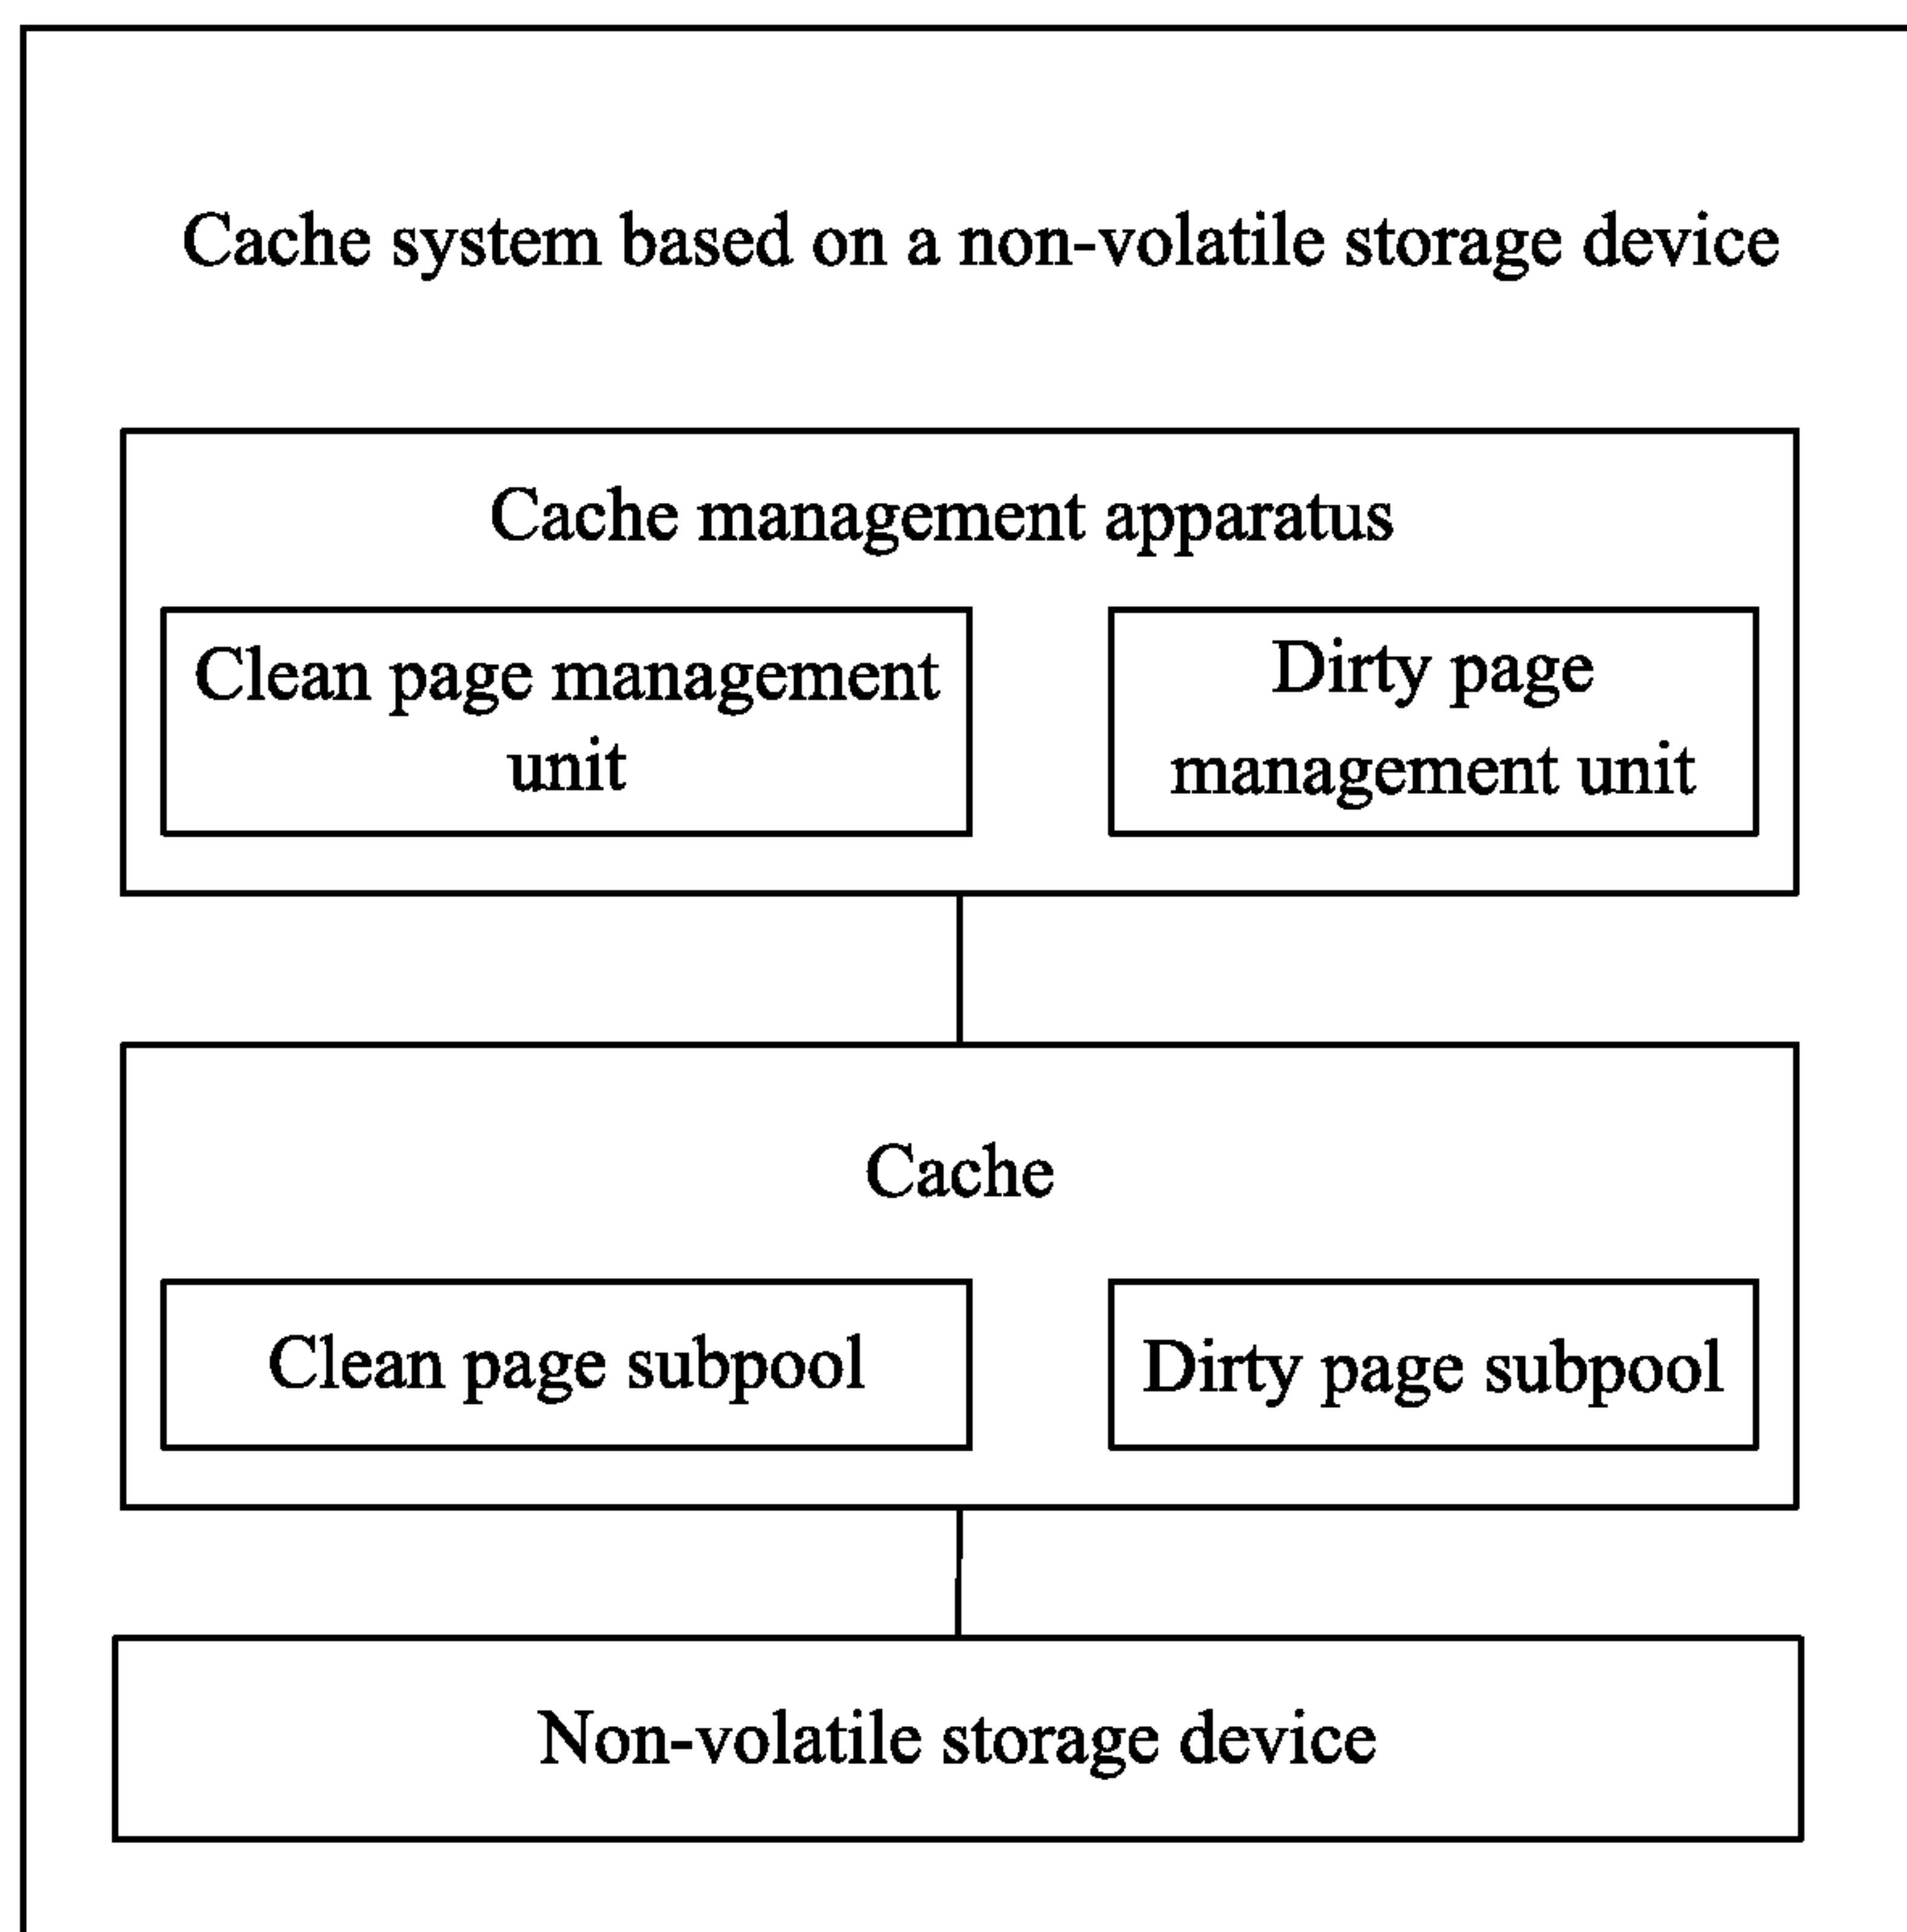 Cache system based on a non-volatile storage device
Cache management apparatus
Clean page management
unit
Dirty page
management unit
Cache
Clean page subpool
Dirty page subpool
Non-volatile storage device